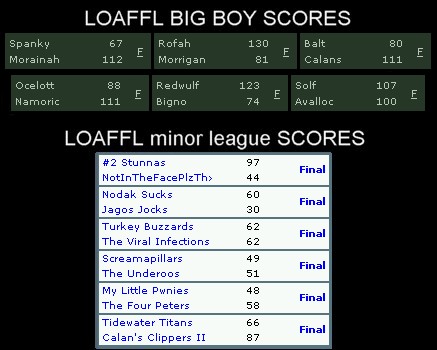 LOAFFL BIG BOY SCORES
Spanky 67
Morainah 112
F
Rofah 130
Morrigan 81
F
Balt 80
Calans 111
F
Ocelott 88
Namoric 111
F
Redwulf 123
Bigno 74
F
Solf 107
Avalloc 100
F
LOAFFL minor league SCORES
#2 Stunnas 97
NotInTheFacePlzTh> 44
Final
Nodak Sucks 60
Jagos Jocks 30
Final
Turkey Buzzards 62
The Viral Infections 62
Final
Screamapillars 49
The Underoos 51
Final
My Little Pwnies 48
The Four Peters 58
Final
Tidewater Titans 66
Calan's Clippers II 87
Final